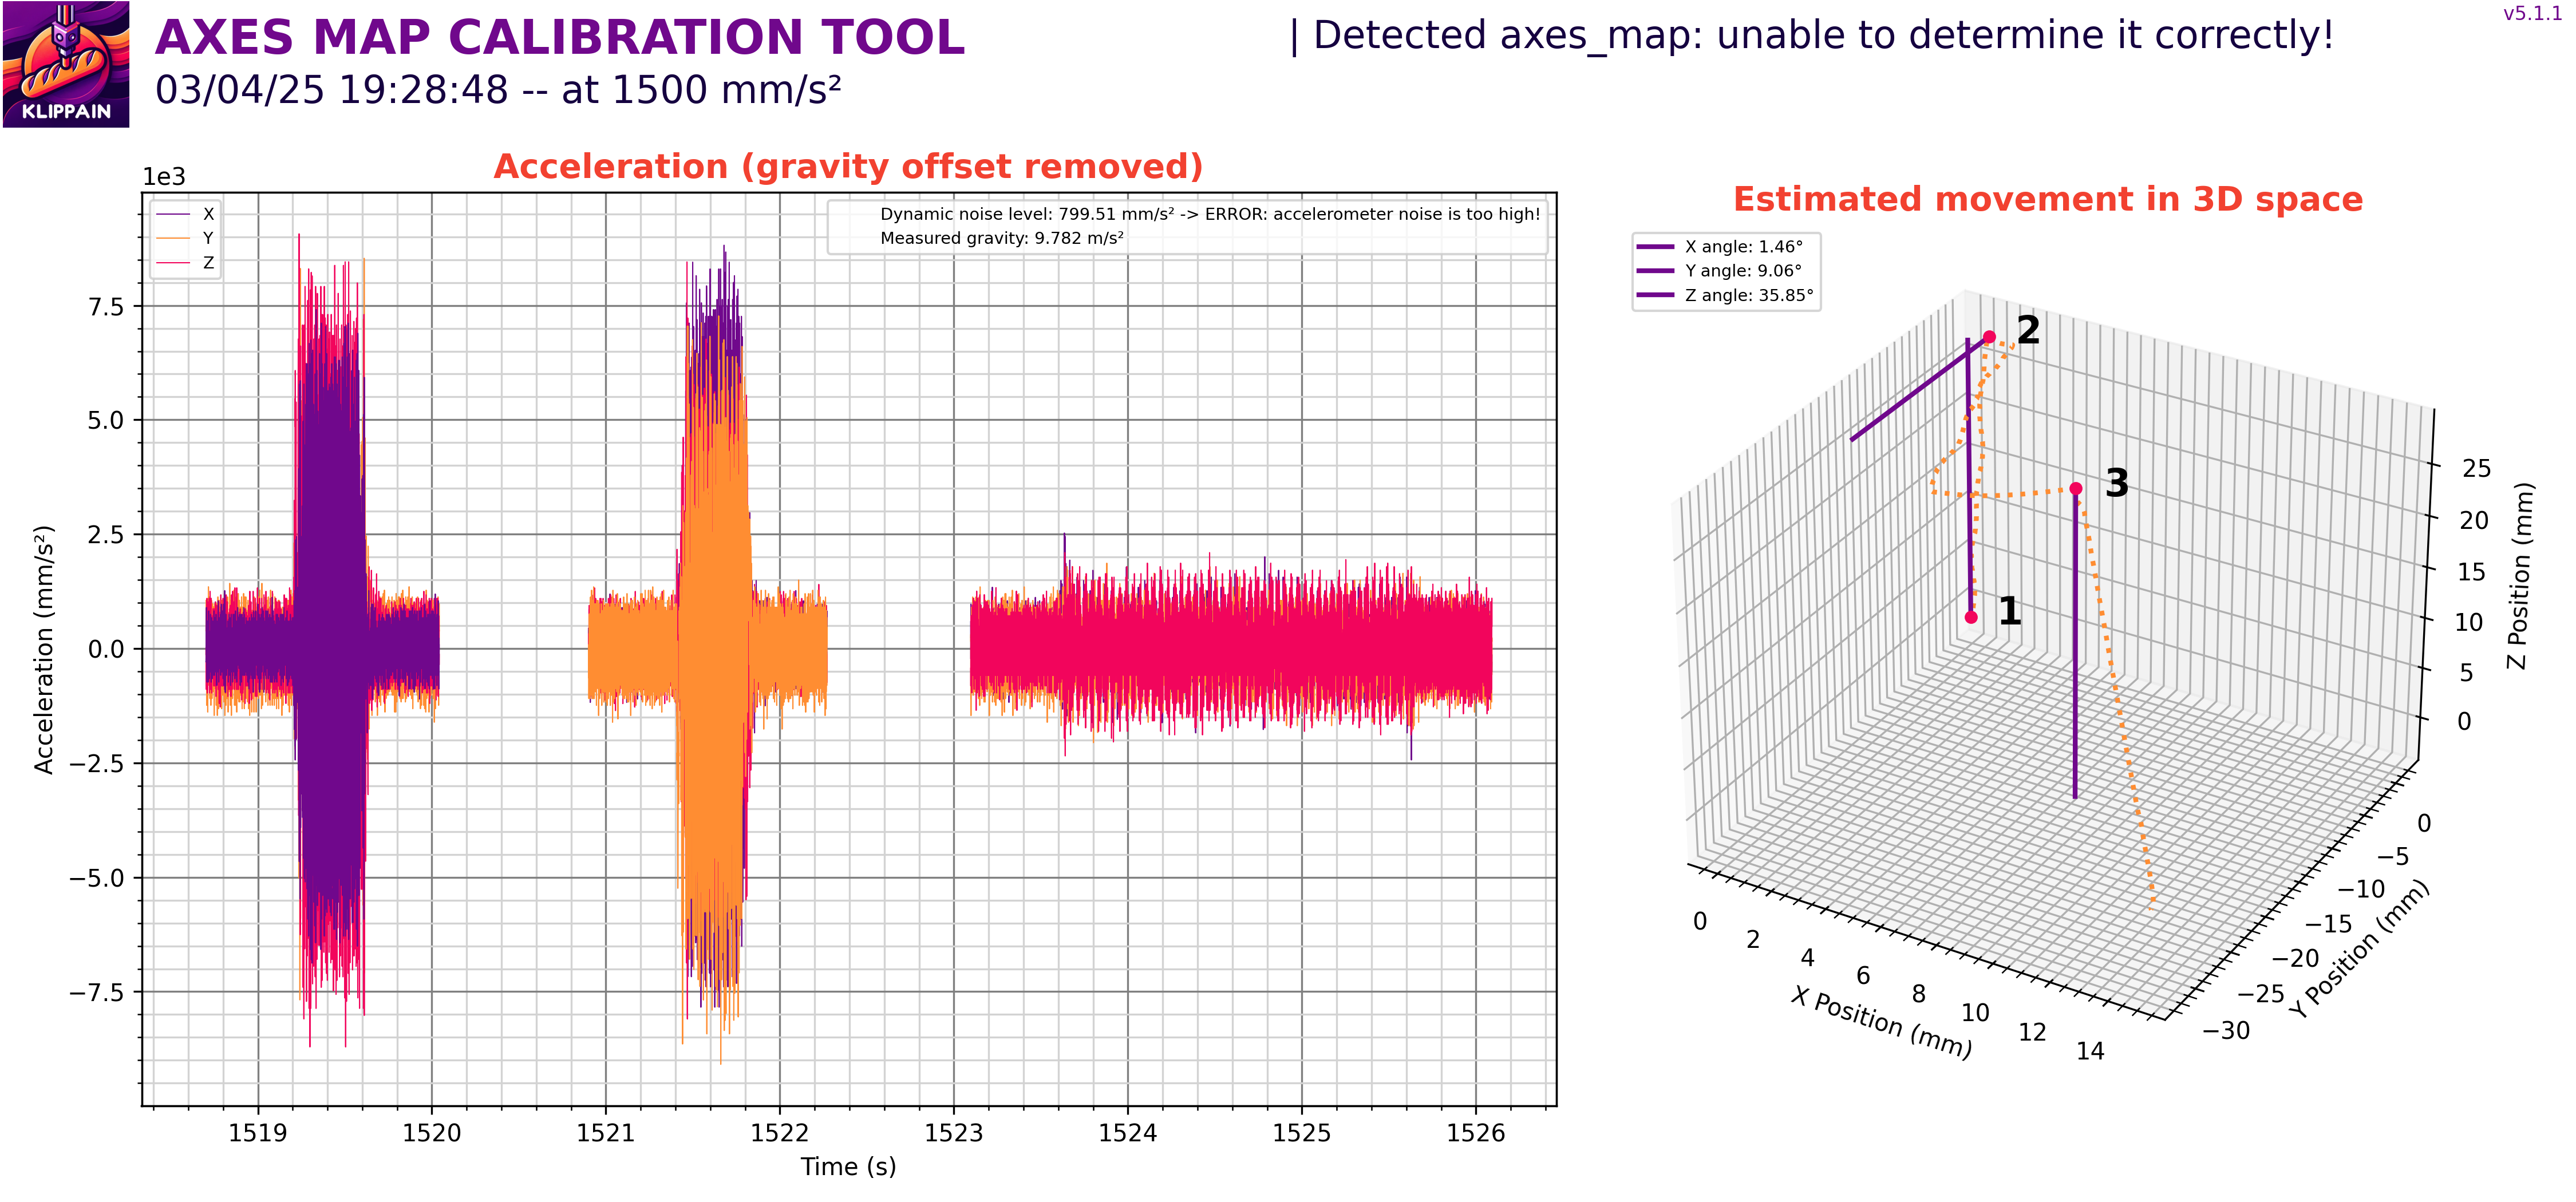 KLIPPAIN
AXES MAP CALIBRATION TOOL
03/04/25 19:28:48 -- at 1500 mm/s²
| Detected axes_map: unable to determine it correctly!
v5.1.1
Acceleration (gravity offset removed)
1e3
X
Y
Z
Dynamic noise level: 799.51 mm/s² -> ERROR: accelerometer noise is too high!
Measured gravity: 9.782 m/s²
Acceleration (mm/s²)
7.5
5.0
2.5
0.0
−2.5
−5.0
−7.5
1519
1520
1521
1522
1523
1524
1525
1526
Time (s)
Estimated movement in 3D space
X angle: 1.46°
Y angle: 9.06°
Z angle: 35.85°
2
3
1
25
20
15
10
5
0
Z Position (mm)
0
−5
−10
−15
−20
−25
−30
Y Position (mm)
0
2
4
6
8
10
12
14
X Position (mm)